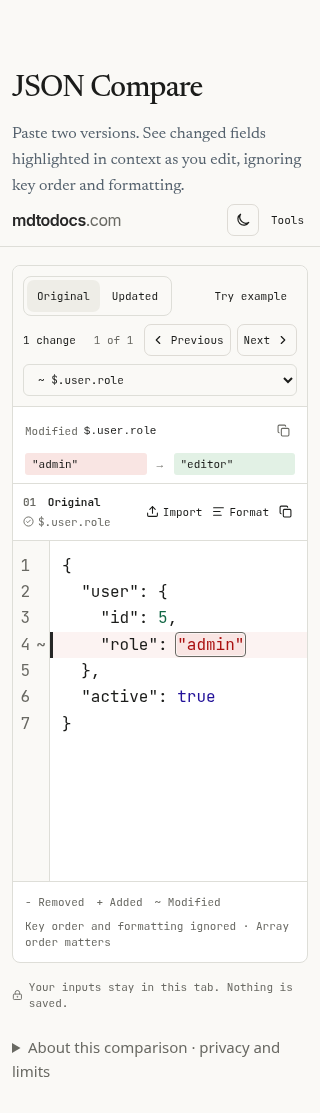 JSON Compare
Paste two versions. See changed fields
highlighted in context as you edit, ignoring
key order and formatting.
mdtodocs.com
Tools
Original Updated Try example
1 change 1 of 1 Previous Next
~ $.user.role
Modified $.user.role
"admin" → "editor"
01 Original
$.user.role
Import Format
1 {
2 "user": {
3 "id": 5,
4 ~ "role": "admin"
5 },
6 "active": true
7 }
- Removed + Added ~ Modified
Key order and formatting ignored · Array
order matters
Your inputs stay in this tab. Nothing is
saved.
▶ About this comparison · privacy and
limits